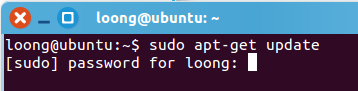 loong@ubuntu: ~
loong@ubuntu:~$ sudo apt-get update
[sudo] password for loong: